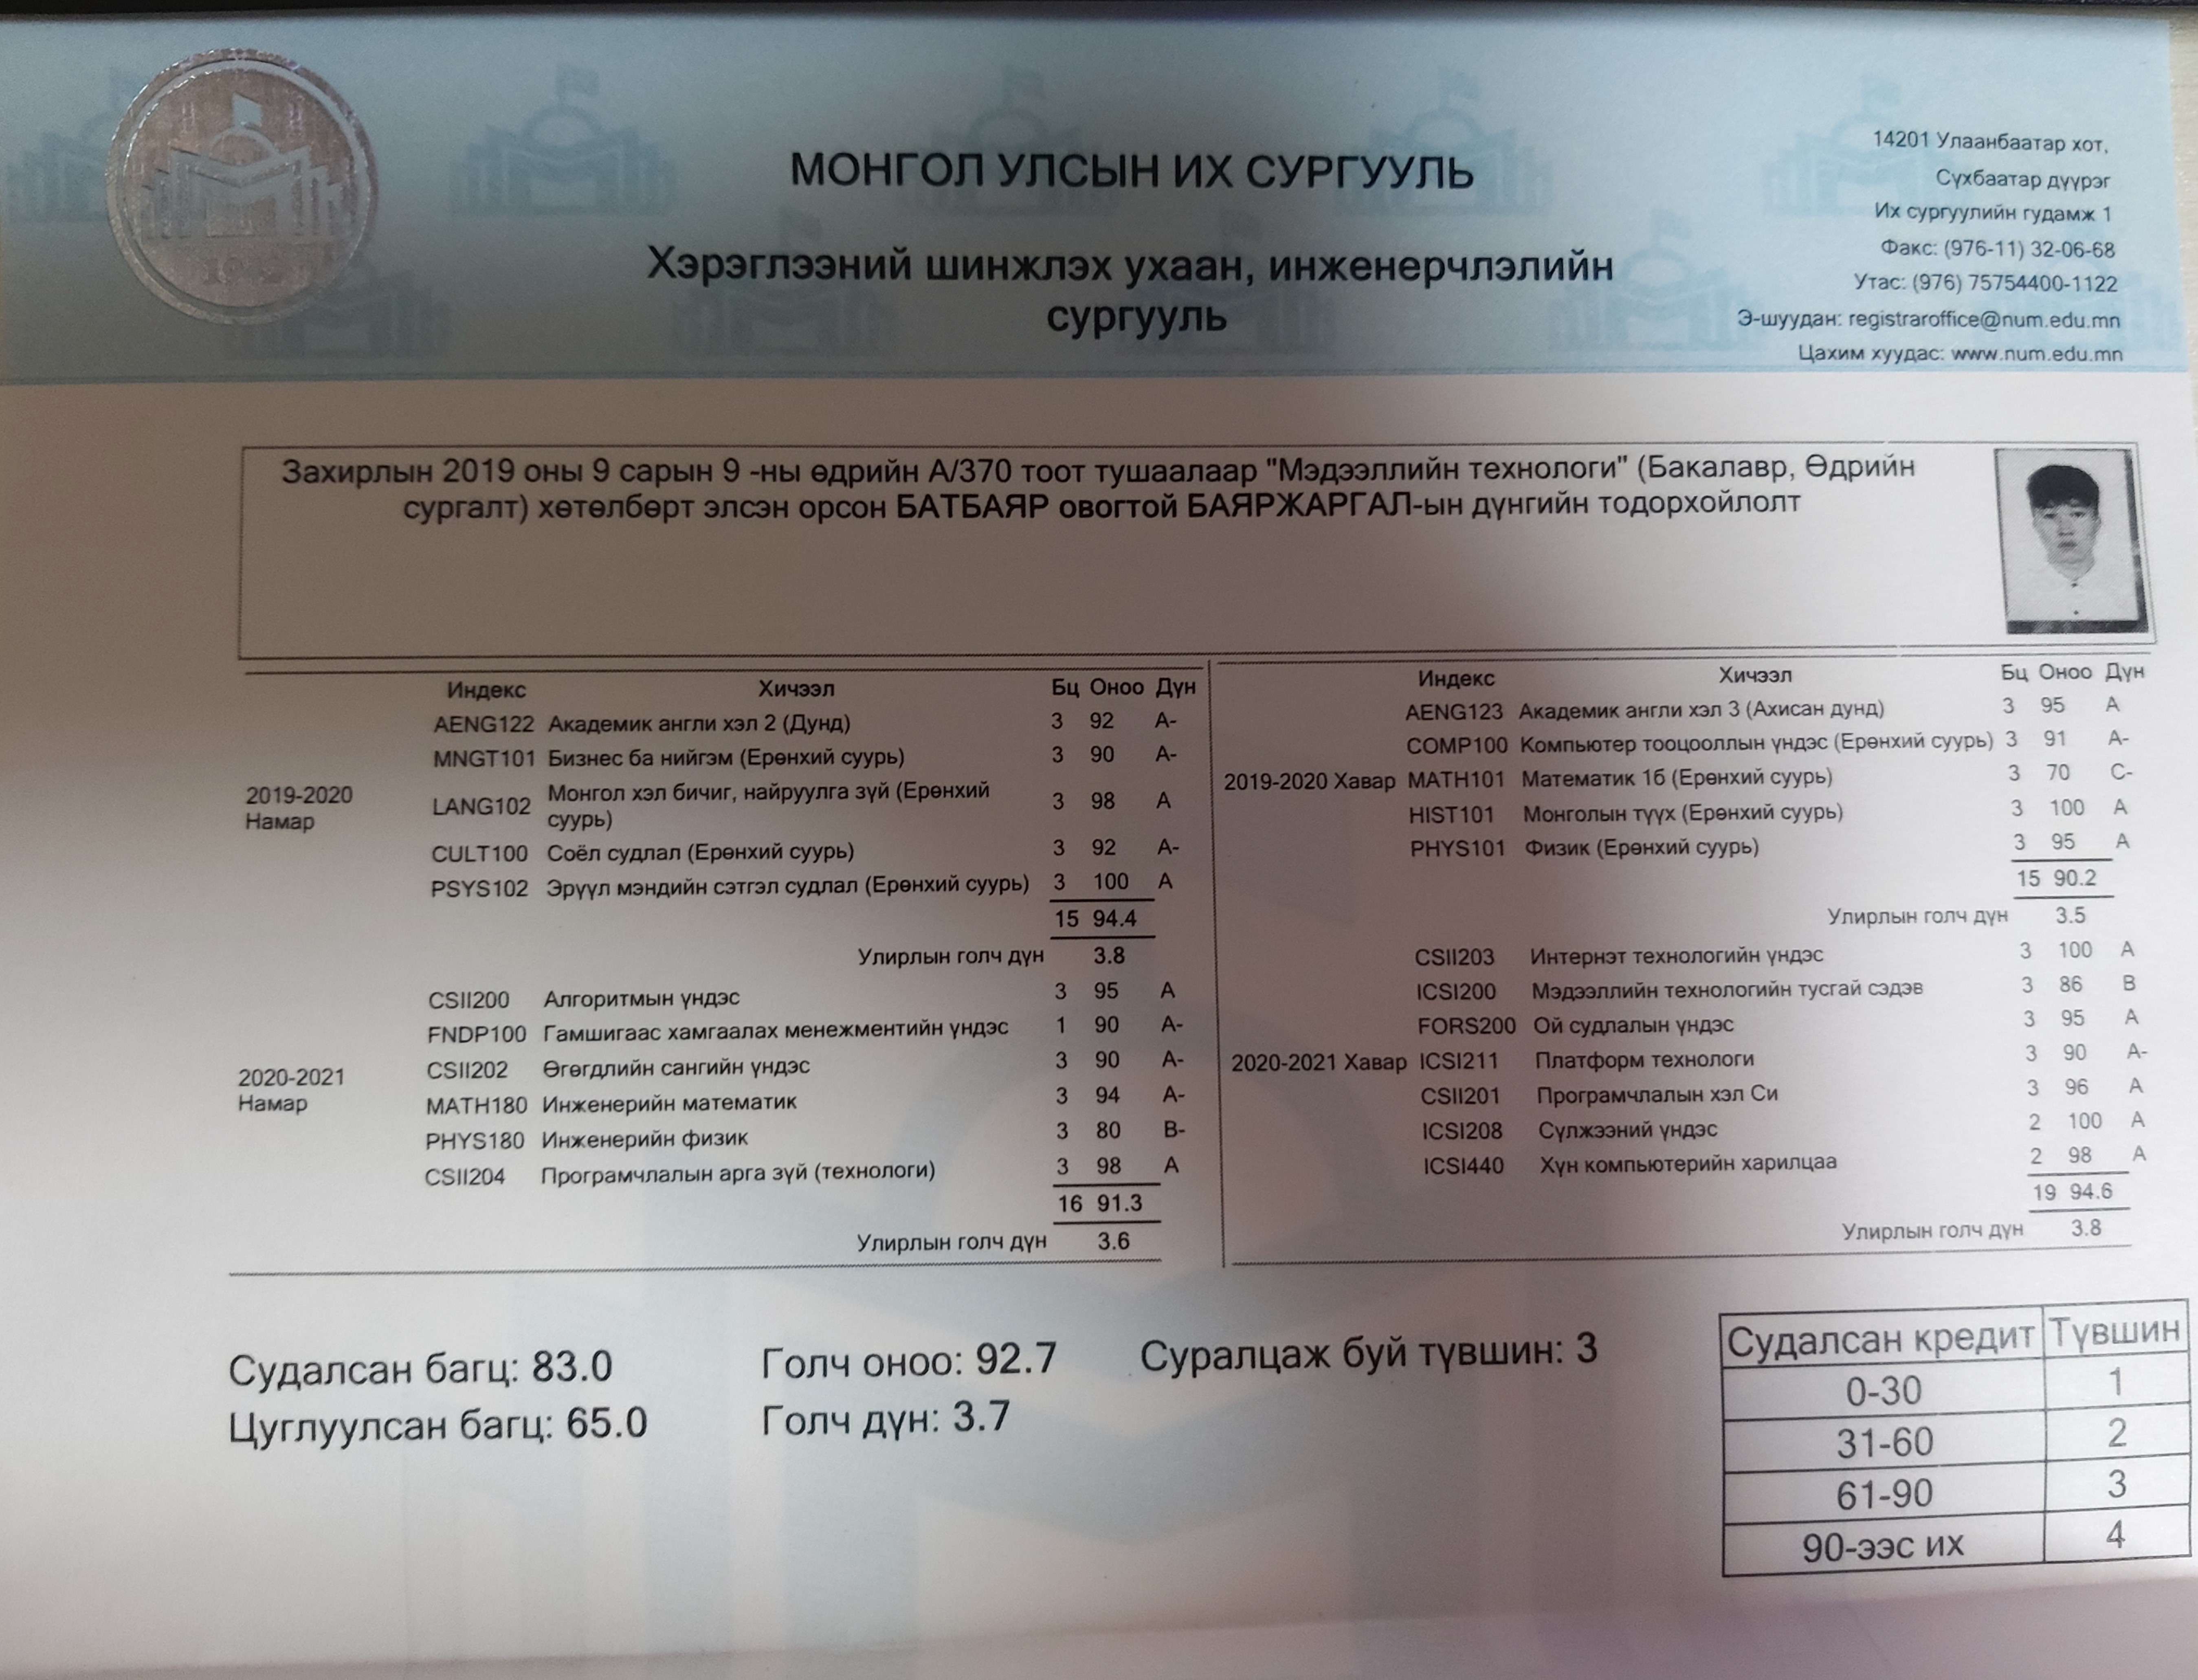 МОНГОЛ УЛСЫН ИХ СУРГУУЛЬ
Хэрэглээний шинжлэх ухаан, инженерчлэлийн
сургууль
14201 Улаанбаатар хот,
Сүхбаатар дүүрэг
Их сургуулийн гудамж 1
Факс: (976-11) 32-06-68
Утас: (976) 75754400-1122
Э-шуудан: registraroffice@num.edu.mn
Цахим хуудас: www.num.edu.mn
1942
Захирлын 2019 оны 9 сарын 9 -ны өдрийн А/370 тоот тушаалаар "Мэдээллийн технологи" (Бакалавр, Өдрийн
сургалт) хөтөлбөрт элсэн орсон БАТБАЯР овогтой БАЯРЖАРГАЛ-ын дүнгийн тодорхойлолт
Индекс Хичээл Бц Оноо Дүн
2019-2020
Намар
AENG122 Академик англи хэл 2 (Дунд) 3 92 A-
MNGT101 Бизнес ба нийгэм (Ерөнхий суурь) 3 90 A-
LANG102 Монгол хэл бичиг, найруулга зүй (Ерөнхий
суурь) 3 98 A
CULT100 Соёл судлал (Ерөнхий суурь) 3 92 A-
PSYS102 Эрүүл мэндийн сэтгэл судлал (Ерөнхий суурь) 3 100 A
15 94.4
Улирлын голч дүн 3.8
2020-2021
Намар
CSII200 Алгоритмын үндэс 3 95 A
FNDP100 Гамшигаас хамгаалах менежментийн үндэс 1 90 A-
CSII202 Өгөгдлийн сангийн үндэс 3 90 A-
MATH180 Инженерийн математик 3 94 A-
PHYS180 Инженерийн физик 3 80 B-
CSII204 Програмчлалын арга зүй (технологи) 3 98 A
16 91.3
Улирлын голч дүн 3.6
Индекс Хичээл Бц Оноо Дүн
AENG123 Академик англи хэл 3 (Ахисан дунд) 3 95 A
COMP100 Компьютер тооцооллын үндэс (Ерөнхий суурь) 3 91 A-
2019-2020 Хавар MATH101 Математик 1б (Ерөнхий суурь) 3 70 C-
HIST101 Монголын түүх (Ерөнхий суурь) 3 100 A
PHYS101 Физик (Ерөнхий суурь) 3 95 A
15 90.2
Улирлын голч дүн 3.5
CSII203 Интернэт технологийн үндэс 3 100 A
ICSI200 Мэдээллийн технологийн тусгай сэдэв 3 86 B
FORS200 Ой судлалын үндэс 3 95 A
2020-2021 Хавар ICSI211 Платформ технологи 3 90 A-
CSII201 Програмчлалын хэл Си 3 96 A
ICSI208 Сүлжээний үндэс 2 100 A
ICSI440 Хүн компьютерийн харилцаа 2 98 A
19 94.6
Улирлын голч дүн 3.8
Судалсан багц: 83.0 Голч оноо: 92.7 Суралцаж буй түвшин: 3
Цуглуулсан багц: 65.0 Голч дүн: 3.7
Судалсан кредит Түвшин
0-30 1
31-60 2
61-90 3
90-ээс их 4